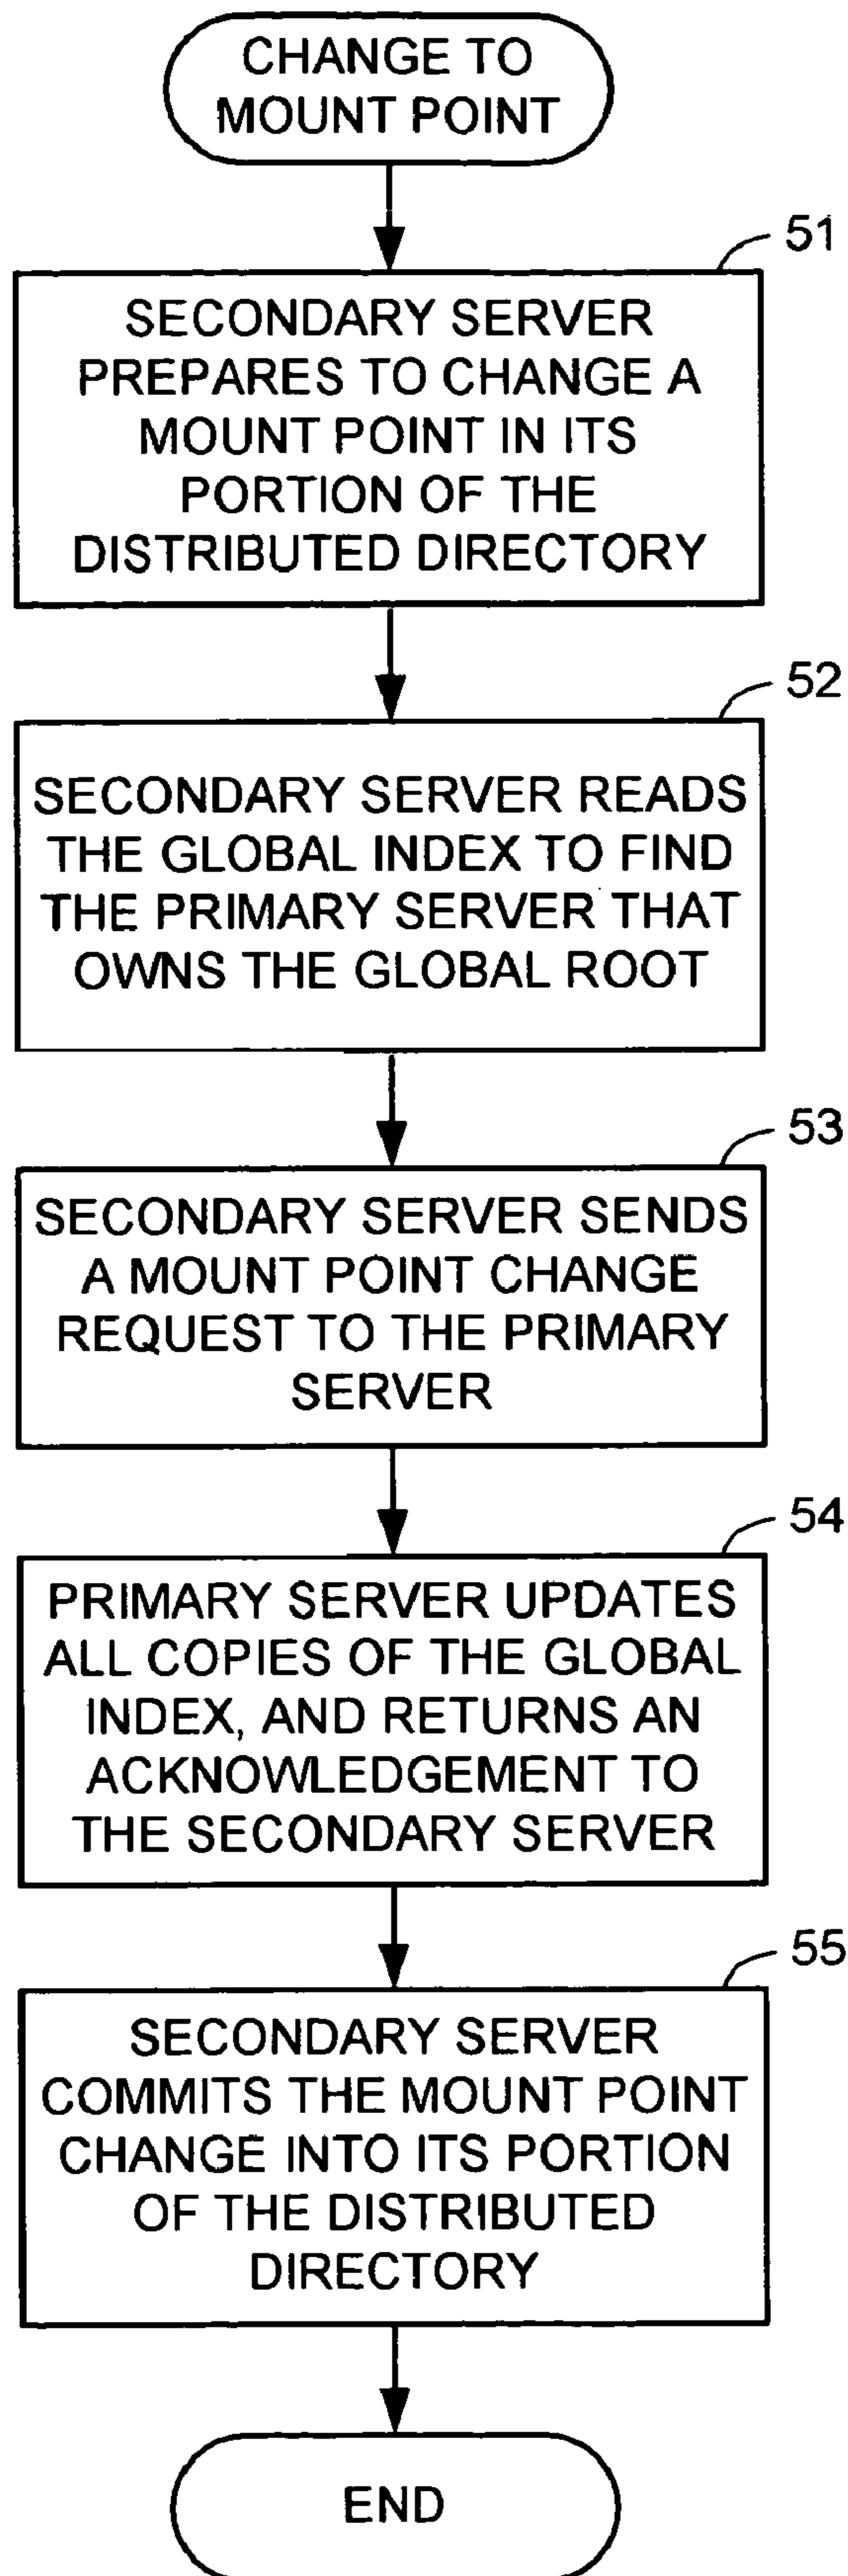 CHANGE TO
MOUNT POINT
51
SECONDARY SERVER
PREPARES TO CHANGE A
MOUNT POINT IN ITS
PORTION OF THE
DISTRIBUTED DIRECTORY
52
SECONDARY SERVER READS
THE GLOBAL INDEX TO FIND
THE PRIMARY SERVER THAT
OWNS THE GLOBAL ROOT
53
SECONDARY SERVER SENDS
A MOUNT POINT CHANGE
REQUEST TO THE PRIMARY
SERVER
54
PRIMARY SERVER UPDATES
ALL COPIES OF THE GLOBAL
INDEX, AND RETURNS AN
ACKNOWLEDGEMENT TO
THE SECONDARY SERVER
55
SECONDARY SERVER
COMMITS THE MOUNT POINT
CHANGE INTO ITS PORTION
OF THE DISTRIBUTED
DIRECTORY
END